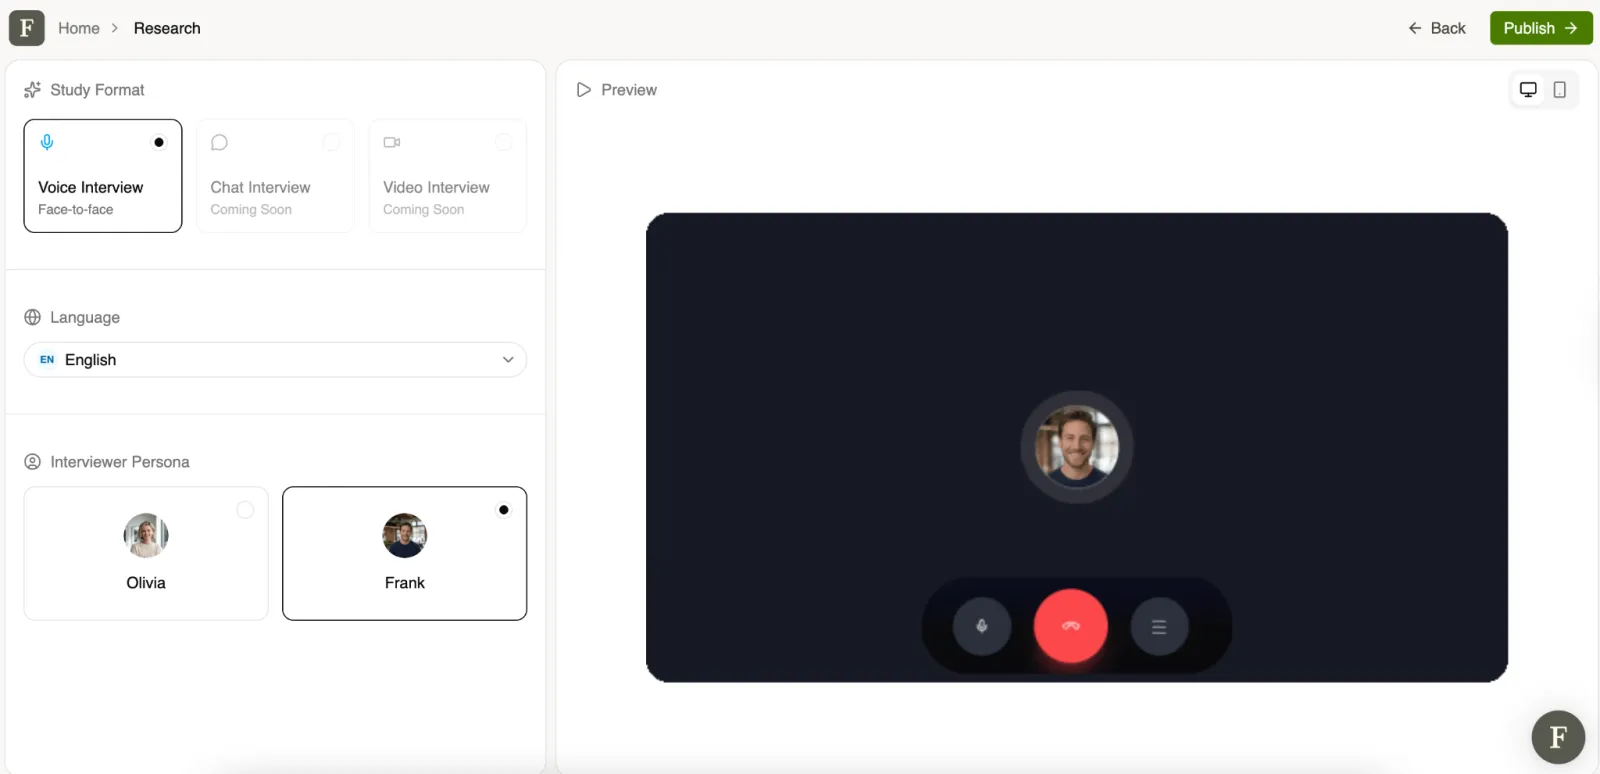 F
Home
Research
Back
Publish
Study Format
Voice Interview
Face-to-face
Chat Interview
Coming Soon
Video Interview
Coming Soon
Language
EN English
Interviewer Persona
Olivia
Frank
Preview
F